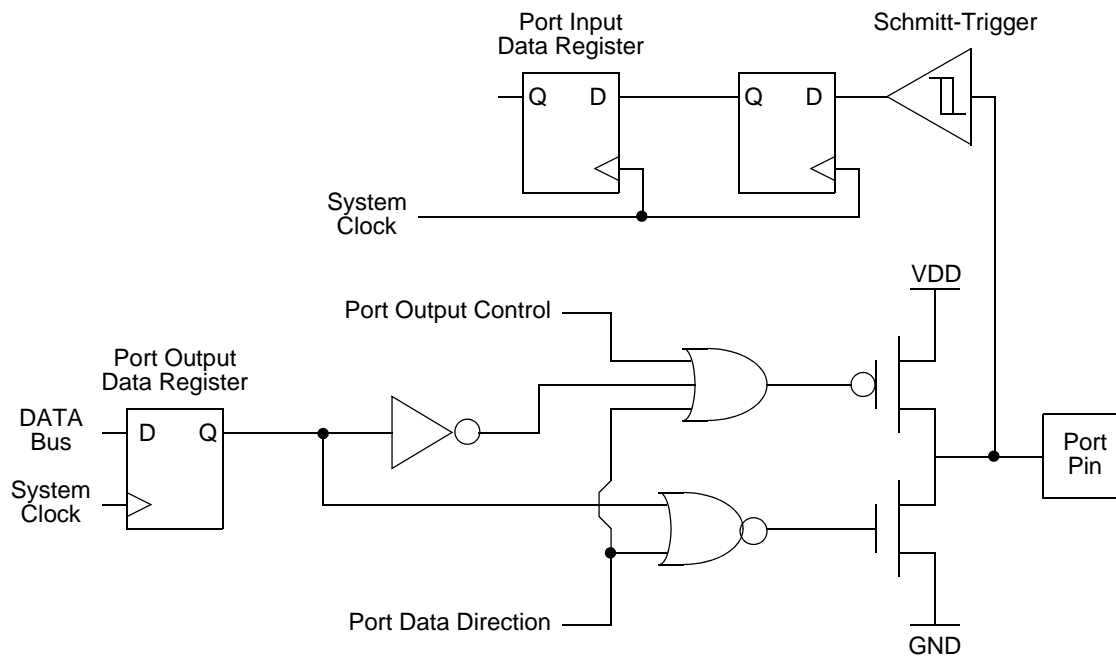 Port Input
Data Register
Schmitt-Trigger
Q D
Q D
System
Clock
VDD
Port Output Control
Port Output
Data Register
DATA
Bus
D Q
System
Clock
Port
Pin
Port Data Direction
GND